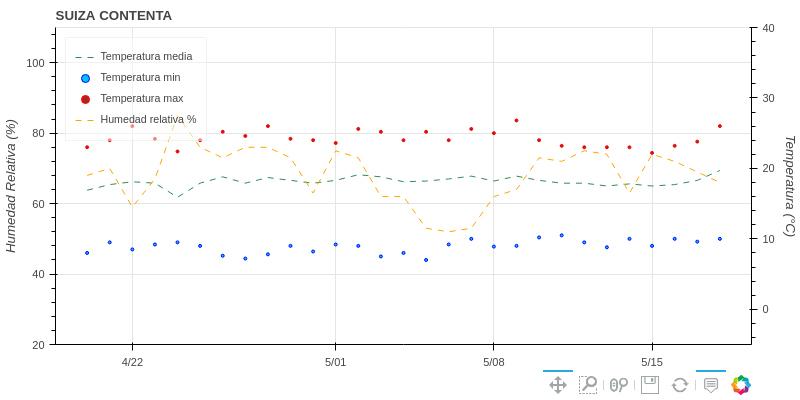 SUIZA CONTENTA
Temperatura media
Temperatura min
Temperatura max
Humedad relativa %
Humedad Relativa (%)
100
80
60
40
20
Temperatura (°C)
40
30
20
10
0
4/22
5/01
5/08
5/15